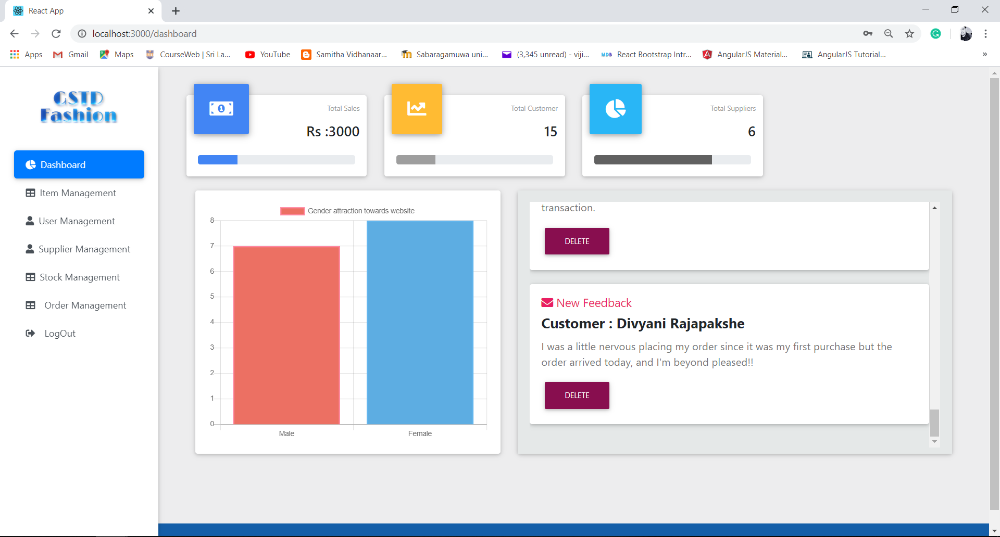 React App
localhost:3000/dashboard
Apps
Gmail
Maps
CourseWeb | Sri La...
YouTube
Samitha Vidhanaar...
Sabaragamuwa uni...
(3,345 unread) - viji...
MDB
React Bootstrap Intr...
AngularJS Material...
AngularJS Tutorial...
»
GSTD
Fashion
Dashboard
Item Management
User Management
Supplier Management
Stock Management
Order Management
LogOut
Total Sales
Rs :3000
Total Customer
15
Total Suppliers
6
Gender attraction towards website
8
7
6
5
4
3
2
1
0
Male
Female
transaction.
DELETE
New Feedback
Customer : Divyani Rajapakshe
I was a little nervous placing my order since it was my first purchase but the
order arrived today, and I'm beyond pleased!!
DELETE